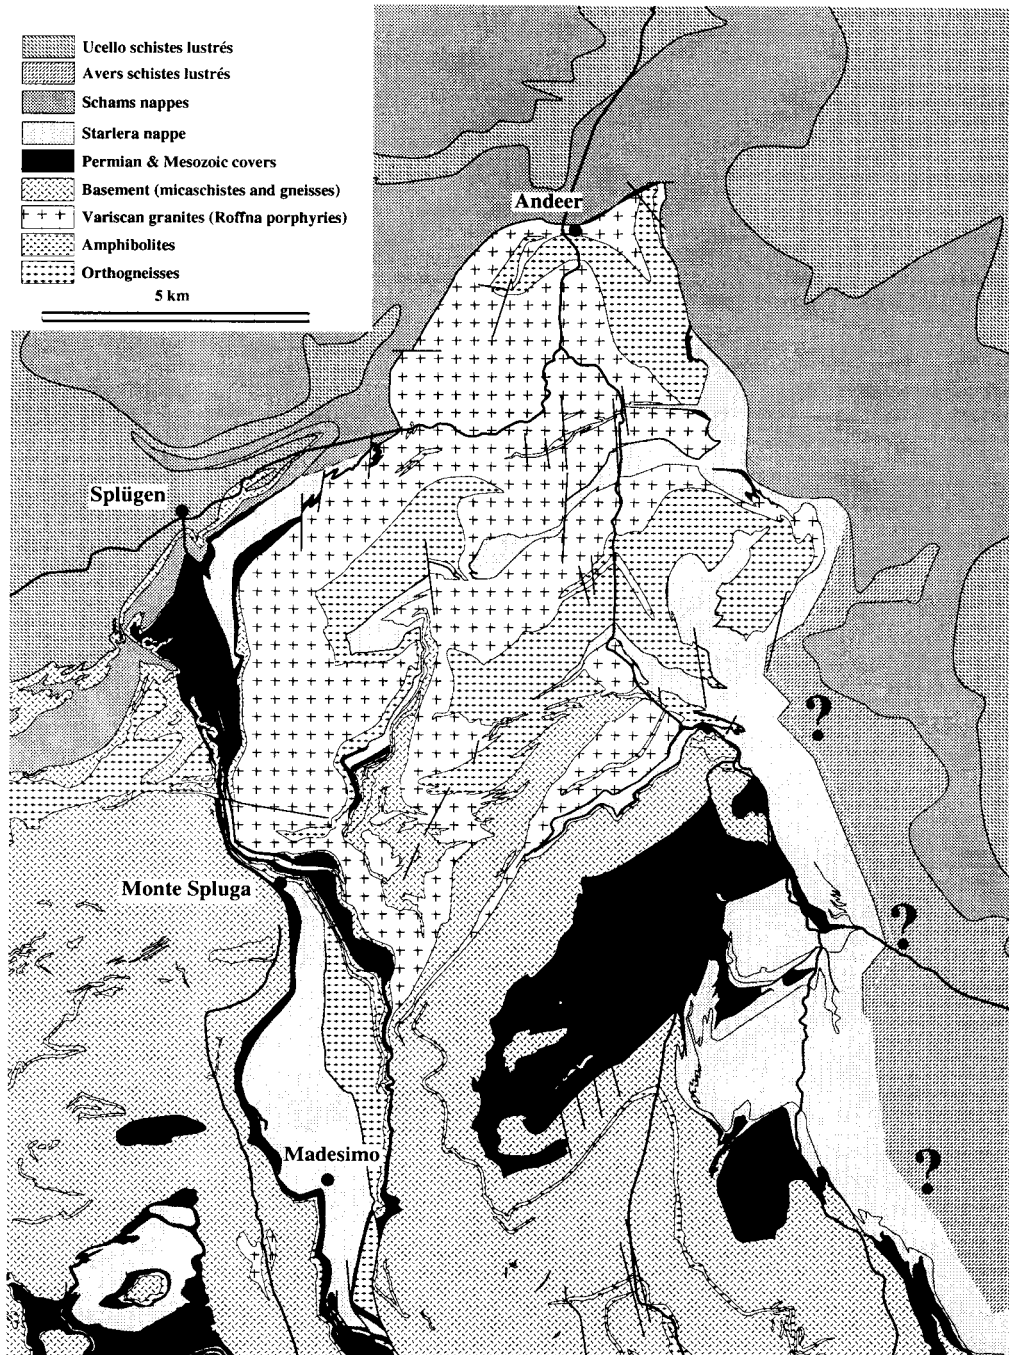 Ucello schistes lustrés
Avers schistes lustrés
Schams nappes
Starlera nappe
Permian & Mesozoic covers
Basement (micaschistes and gneisses)
Variscan granites (Roffna porphyries)
Amphibolites
Orthogneisses
5 km
Andeer
Splügen
?
Monte Spluga
?
Madesimo
?